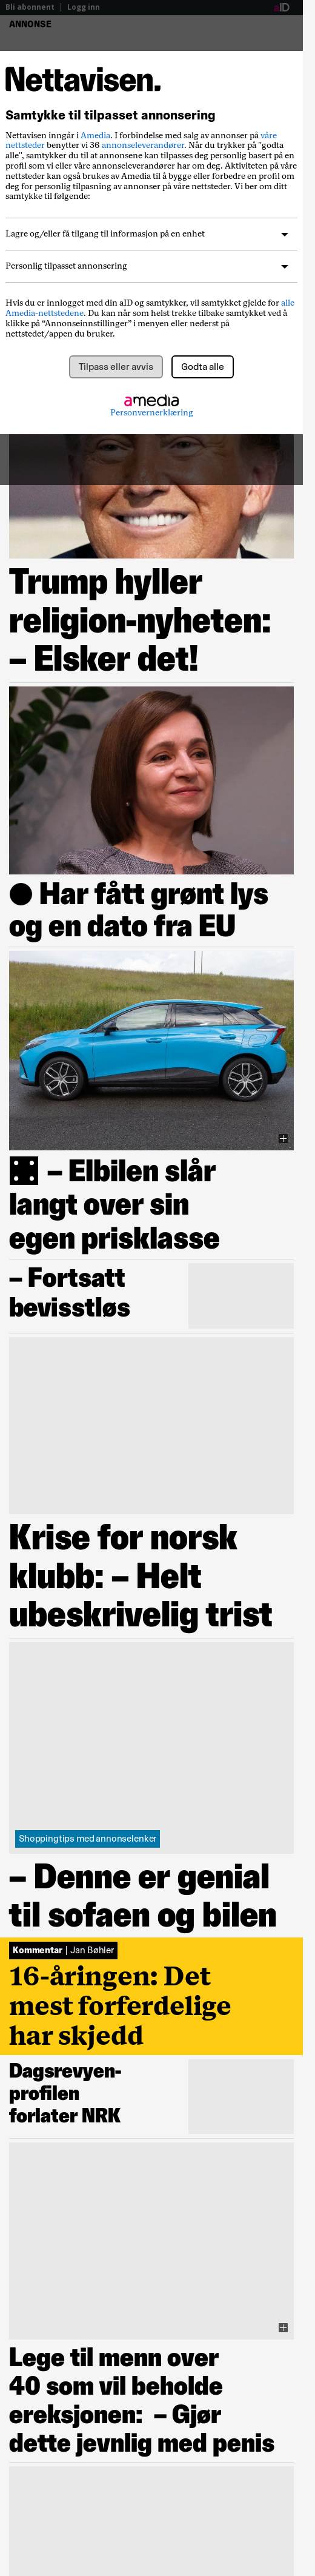 Bli abonnent | Logg inn
aID
ANNONSE
Nettavisen.
Samtykke til tilpasset annonsering
Nettavisen inngår i Amedia. I forbindelse med salg av annonser på våre
nettsteder benytter vi 36 annonseleverandører. Når du trykker på "godta
alle", samtykker du til at annonsene kan tilpasses deg personlig basert på en
profil som vi eller våre annonseleverandører har om deg. Aktiviteten på våre
nettsteder kan også brukes av Amedia til å bygge eller forbedre en profil om
deg for personlig tilpasning av annonser på våre nettsteder. Vi ber om ditt
samtykke til følgende:
Lagre og/eller få tilgang til informasjon på en enhet
Personlig tilpasset annonsering
Hvis du er innlogget med din aID og samtykker, vil samtykket gjelde for alle
Amedia-nettstedene. Du kan når som helst trekke tilbake samtykket ved å
klikke på “Annonseinnstillinger” i menyen eller nederst på
nettstedet/appen du bruker.
Tilpass eller avvis
Godta alle
amedia
Personvernerklæring
Trump hyller
religion-nyheten:
– Elsker det!
Har fått grønt lys
og en dato fra EU
– Elbilen slår
langt over sin
egen prisklasse
– Fortsatt
bevisstløs
Krise for norsk
klubb: – Helt
ubeskrivelig trist
Shoppingtips med annonselenker
– Denne er genial
til sofaen og bilen
Kommentar | Jan Bøhler
16-åringen: Det
mest forferdelige
har skjedd
Dagsrevyen-
profilen
forlater NRK
Lege til menn over
40 som vil beholde
ereksjonen: – Gjør
dette jevnlig med penis